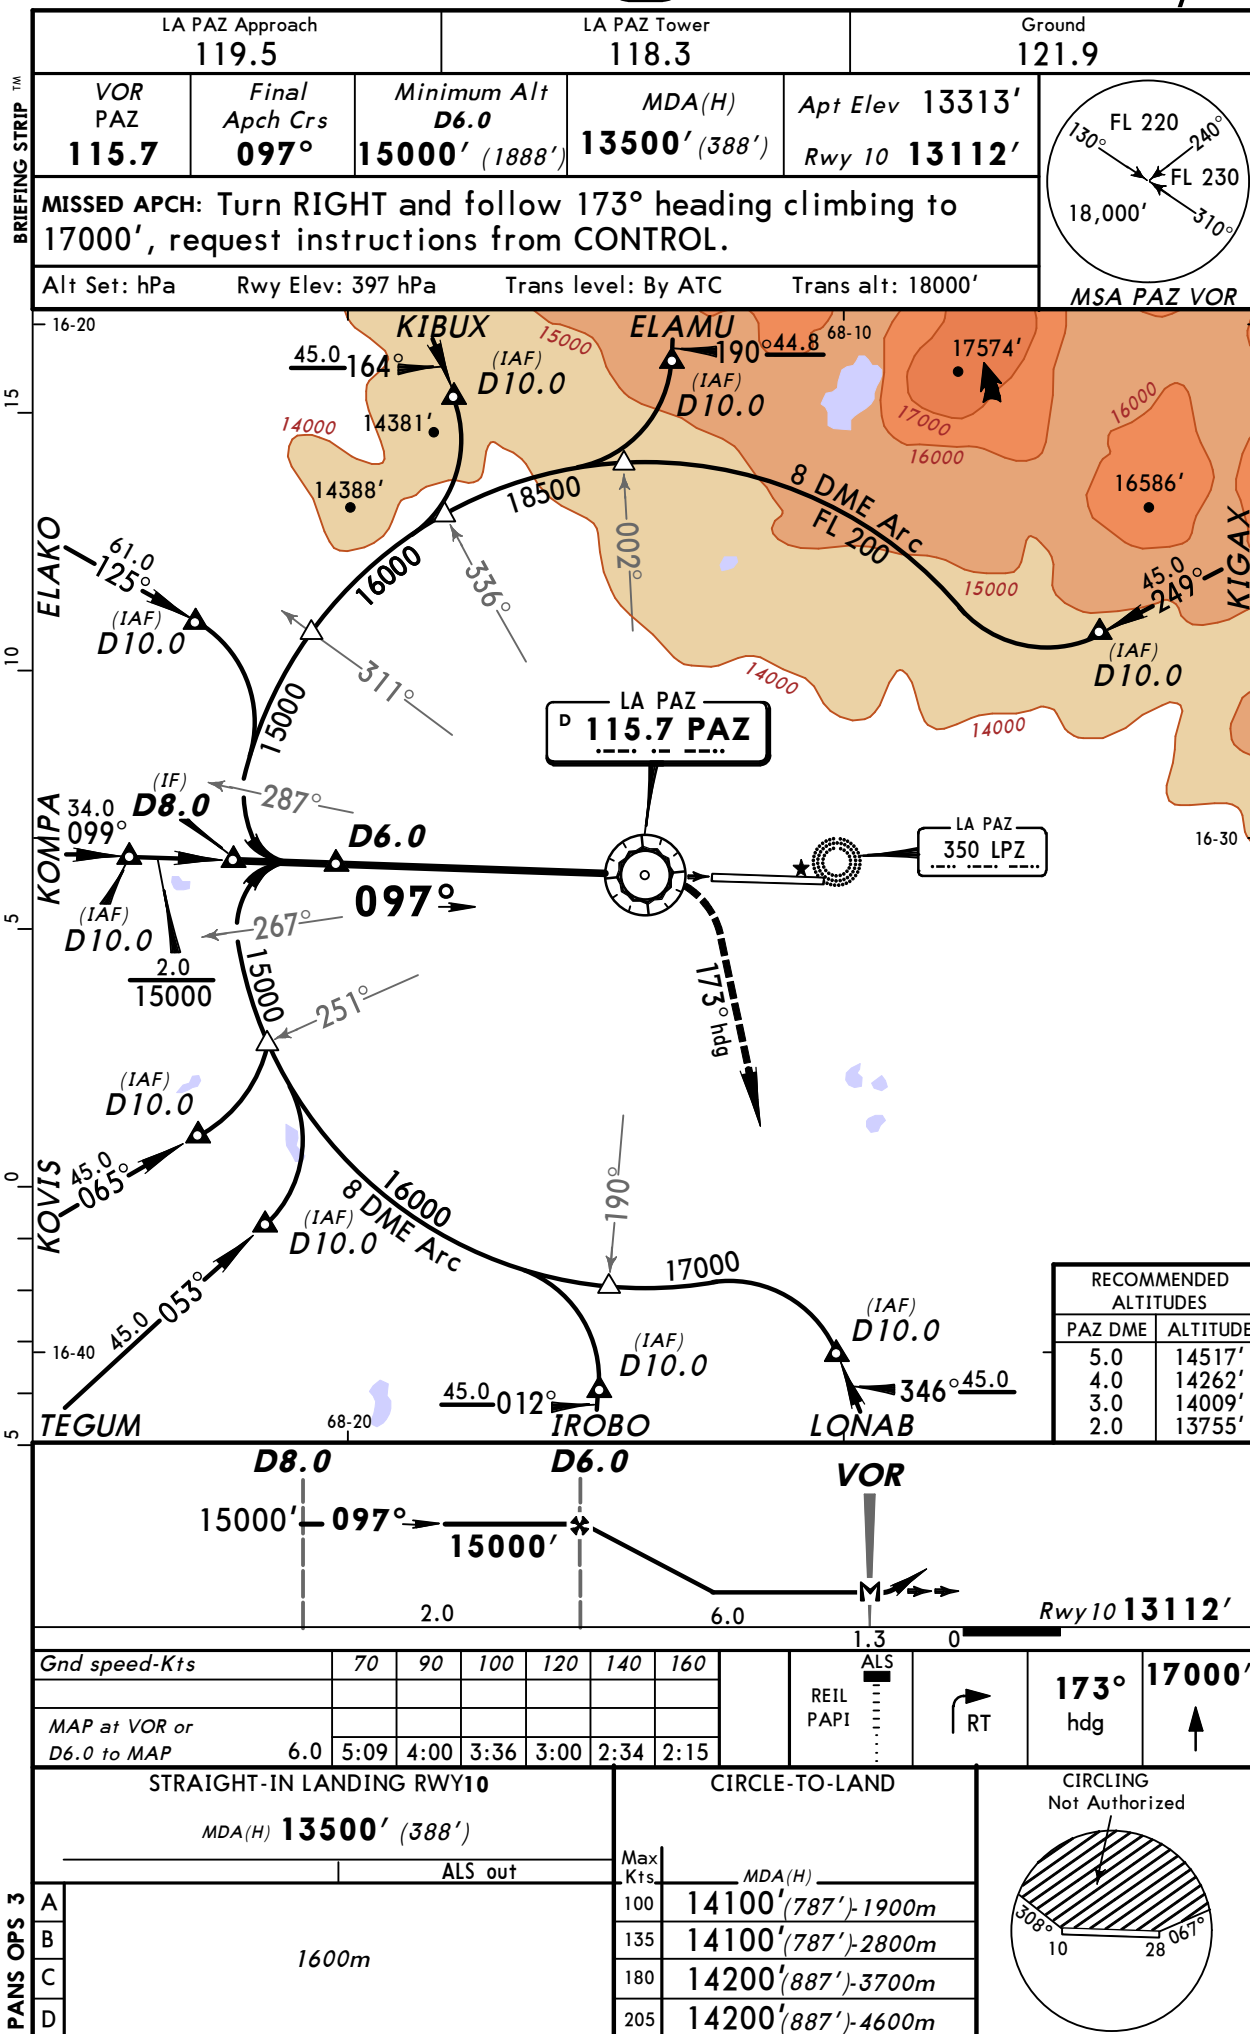 BRIEFING STRIP TM
LA PAZ Approach
119.5
LA PAZ Tower
118.3
Ground
121.9
VOR
PAZ
115.7
Final
Apch Crs
097°
Minimum Alt
D6.0
15000' (1888')
MDA(H)
13500' (388')
Apt Elev 13313'
Rwy 10 13112'
MISSED APCH: Turn RIGHT and follow 173° heading climbing to
17000', request instructions from CONTROL.
Alt Set: hPa Rwy Elev: 397 hPa Trans level: By ATC Trans alt: 18000'
FL 220
130°
240°
FL 230
18,000'
310°
MSA PAZ VOR
16-20
KIBUX
15000
ELAMU
68-10
45.0 164°
(IAF)
D10.0
190° 44.8
(IAF)
D10.0
17574'
15
14000
14381'
17000
16000
16000
14388'
18500
8 DME Arc
FL 200
16586'
ELAKO
61.0
125°
(IAF)
D10.0
16000
336°
002°
15000
45.0
249°
KIGAX
(IAF)
D10.0
10
311°
14000
14000
15000
LA PAZ
D 115.7 PAZ
KOMPA
34.0
099°
(IF)
D8.0
287°
D6.0
LA PAZ
350 LPZ
16-30
(IAF)
D10.0
097°
5
267°
2.0
15000
15000
251°
173° hdg
(IAF)
D10.0
KOVIS
45.0
065°
0
(IAF)
D10.0
16000
8 DME Arc
190°
17000
45.0 053°
(IAF)
D10.0
(IAF)
D10.0
16-40
45.0 012°
346° 45.0
TEGUM
68-20
IROBO
LONAB
5
RECOMMENDED
ALTITUDES
PAZ DME ALTITUDE
5.0 14517'
4.0 14262'
3.0 14009'
2.0 13755'
D8.0
D6.0
VOR
15000' 097°
15000'
M
2.0
6.0
Rwy10 13112'
1.3
0
Gnd speed-Kts 70 90 100 120 140 160
MAP at VOR or
D6.0 to MAP 6.0 5:09 4:00 3:36 3:00 2:34 2:15
REIL
PAPI
ALS
RT
173°
hdg
17000'
PANS OPS 3
STRAIGHT-IN LANDING RWY10
MDA(H) 13500' (388')
ALS out
A
B
C
D
1600m
CIRCLE-TO-LAND
Max
Kts
MDA(H)
100 14100' (787')-1900m
135 14100' (787')-2800m
180 14200' (887')-3700m
205 14200' (887')-4600m
CIRCLING
Not Authorized
308°
067°
10
28